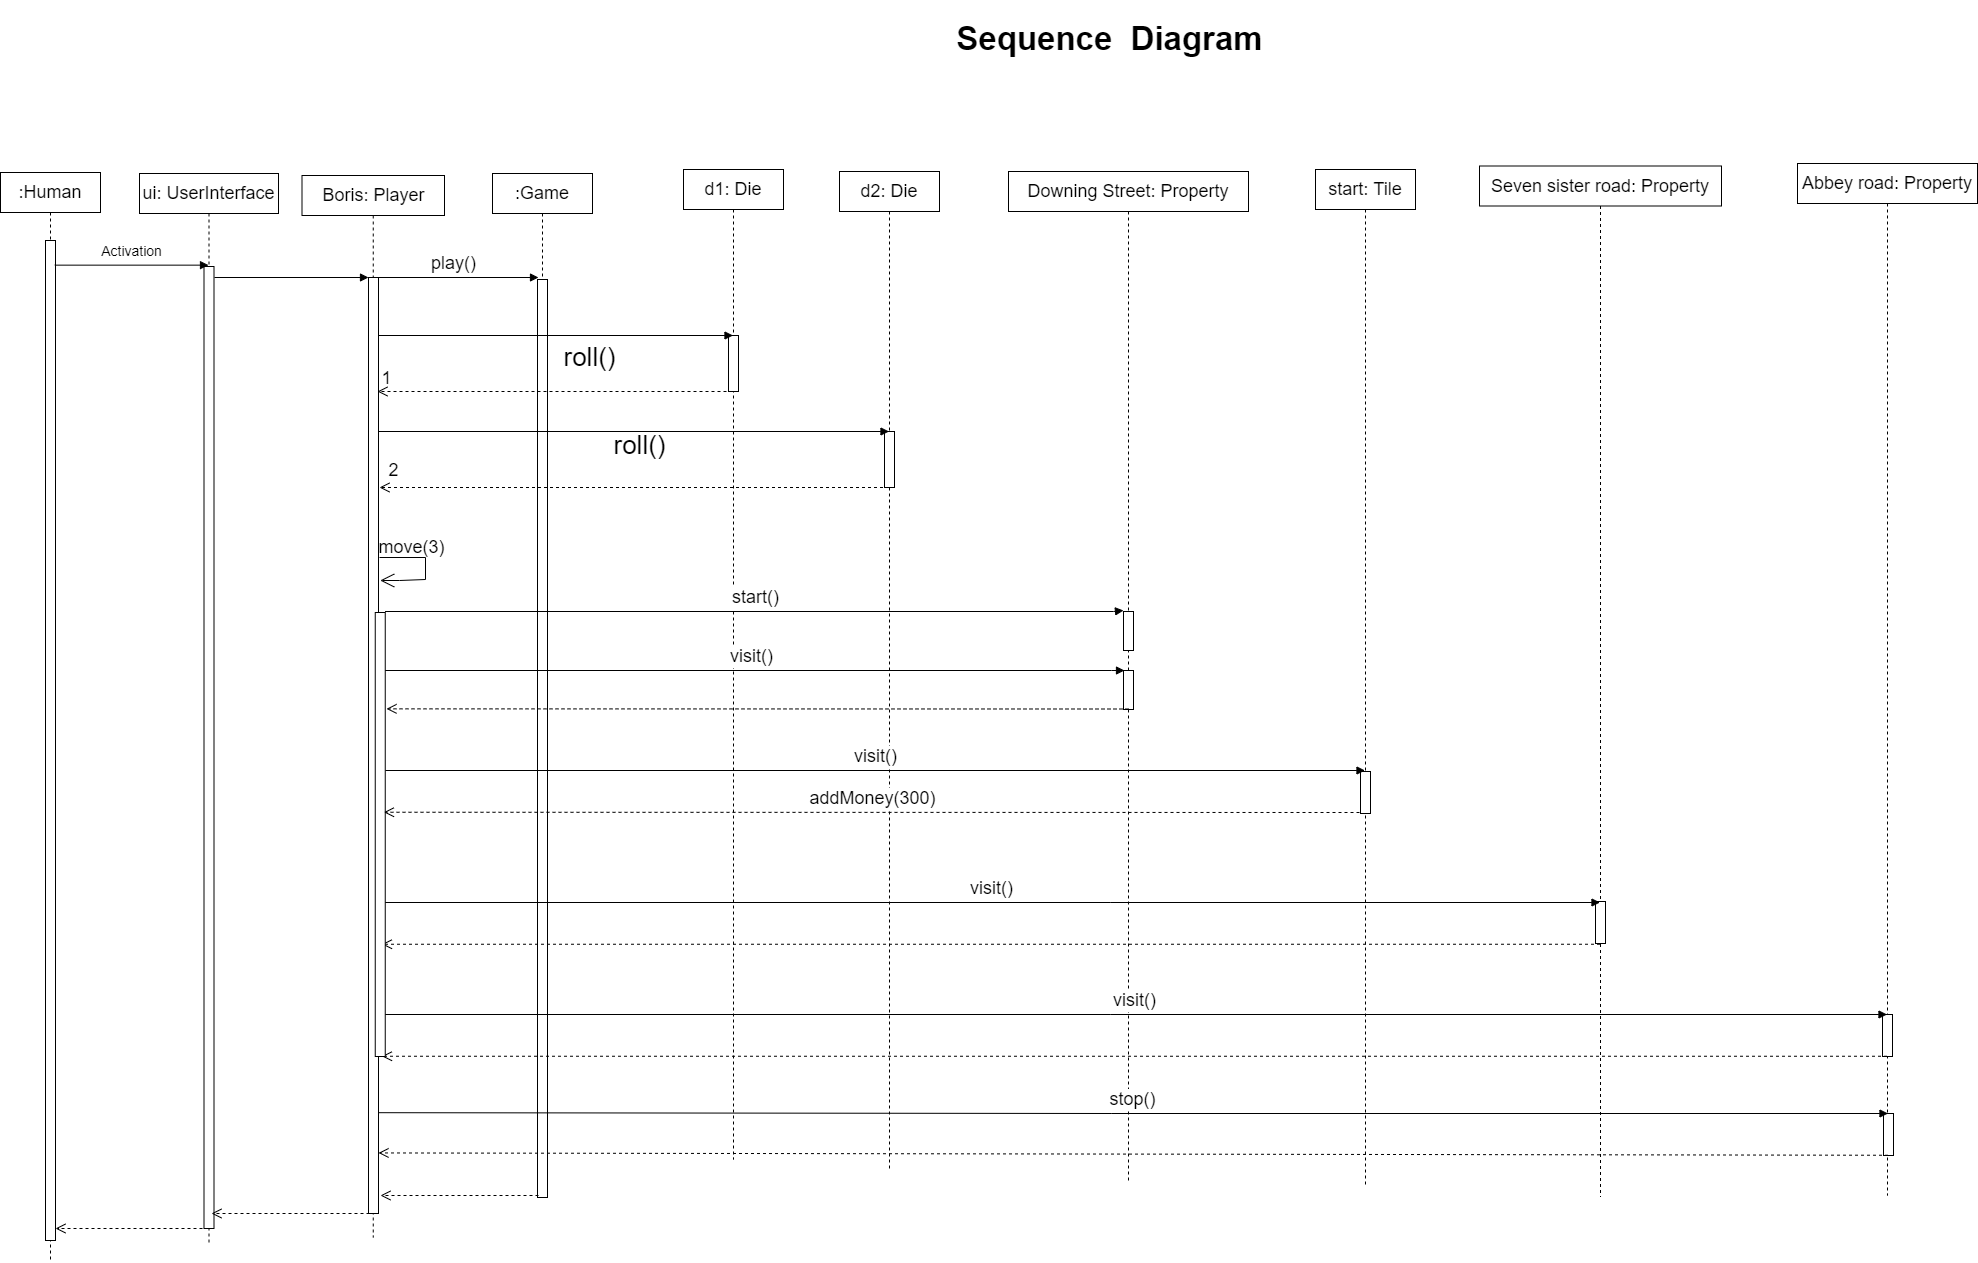 Sequence  Diagram
:Human
ui: UserInterface
Boris: Player
:Game
d1: Die
d2: Die
Downing Street: Property
start: Tile
Seven sister road: Property
Abbey road: Property
Activation
play()
roll()
1
roll()
2
move(3)
start()
visit()
visit()
addMoney(300)
visit()
visit()
stop()